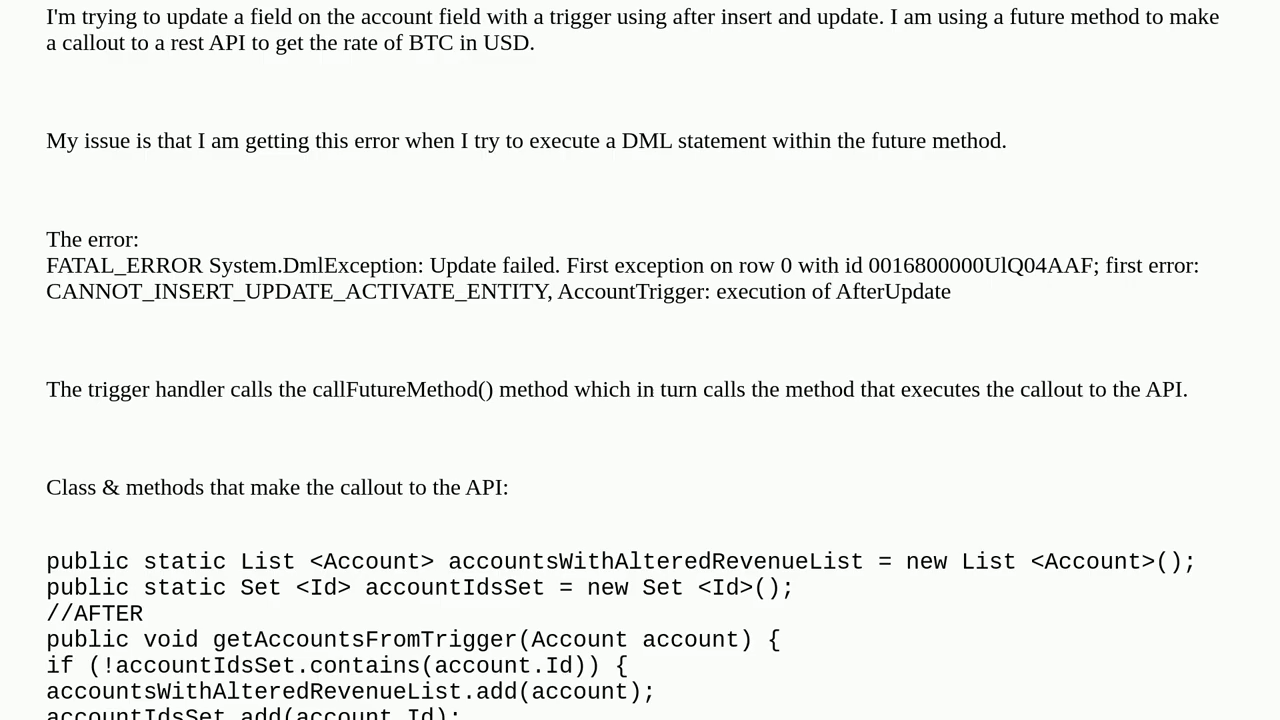 I'm trying to update a field on the account field with a trigger using after insert and update. I am using a future method to make
a callout to a rest API to get the rate of BTC in USD.
My issue is that I am getting this error when I try to execute a DML statement within the future method.
The error:
FATAL_ERROR System.DmlException: Update failed. First exception on row 0 with id 0016800000UlQ04AAF; first error:
CANNOT_INSERT_UPDATE_ACTIVATE_ENTITY, AccountTrigger: execution of AfterUpdate
The trigger handler calls the callFutureMethod() method which in turn calls the method that executes the callout to the API.
Class & methods that make the callout to the API:
public static List <Account> accountsWithAlteredRevenueList = new List <Account>();
public static Set <Id> accountIdsSet = new Set <Id>();
//AFTER
public void getAccountsFromTrigger(Account account) {
if (!accountIdsSet.contains(account.Id)) {
accountsWithAlteredRevenueList.add(account);
accountIdsSet.add(account.Id);